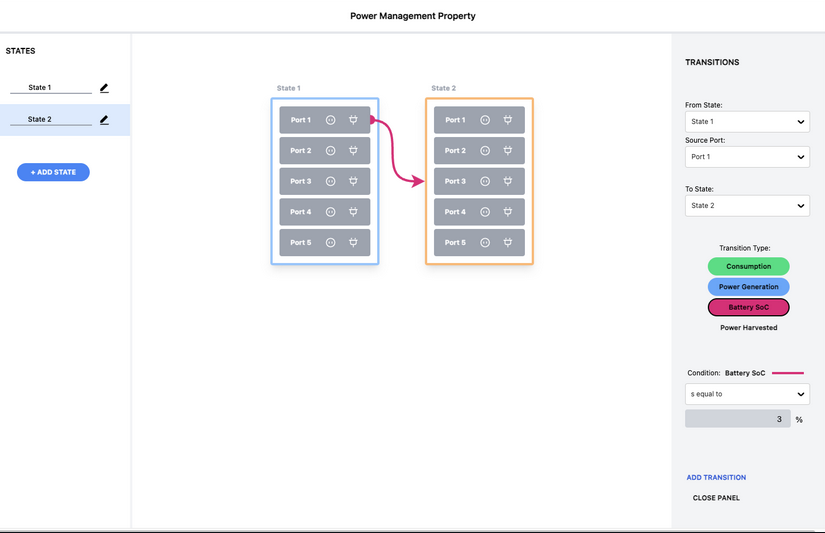 Power Management Property
STATES
State 1
State 2
+ ADD STATE
State 1
Port 1
Port 2
Port 3
Port 4
Port 5
State 2
Port 1
Port 2
Port 3
Port 4
Port 5
TRANSITIONS
From State:
State 1
Source Port:
Port 1
To State:
State 2
Transition Type:
Consumption
Power Generation
Battery SoC
Power Harvested
Condition: Battery SoC
s equal to
3 %
ADD TRANSITION
CLOSE PANEL